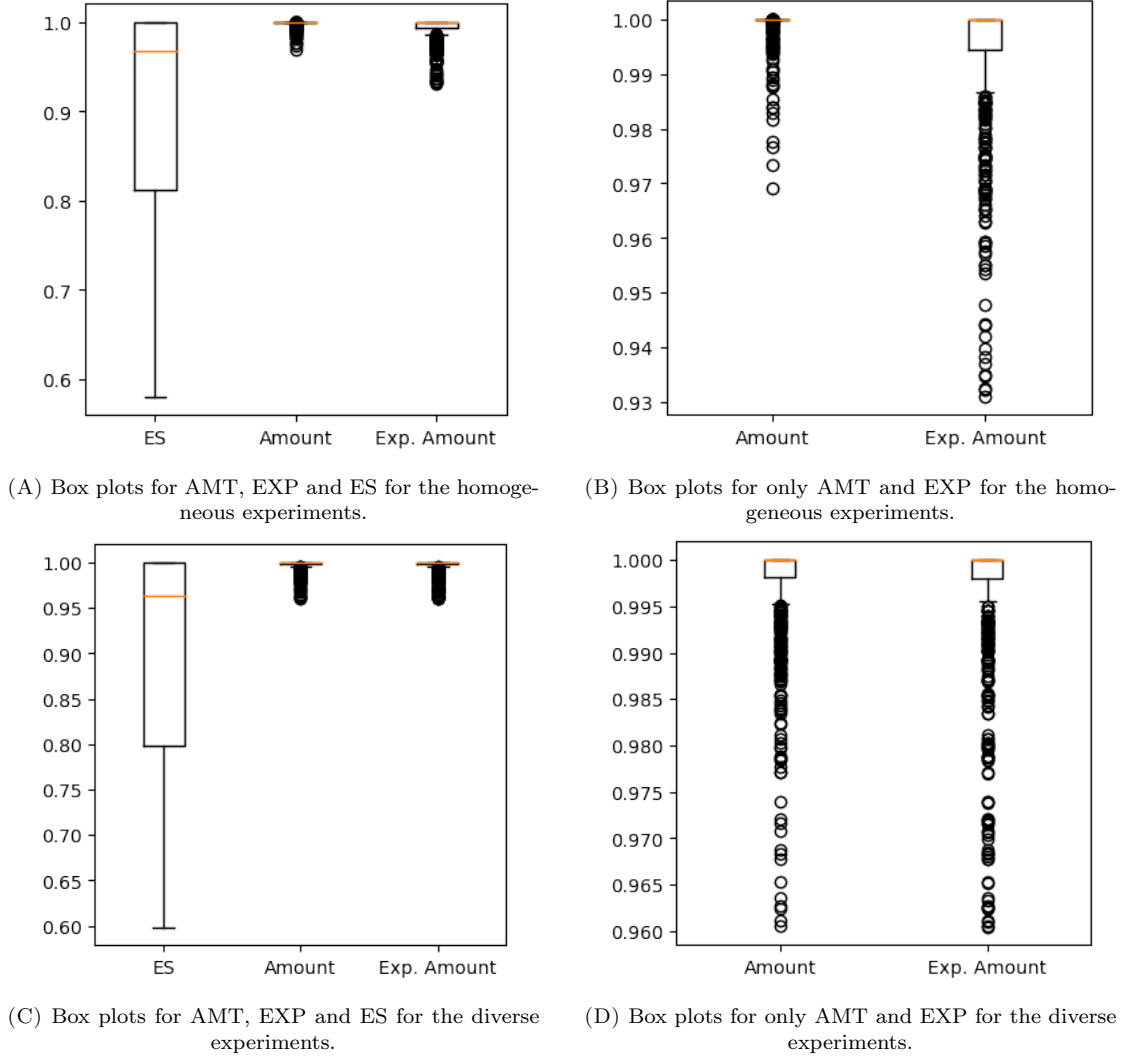 1.0
0.9
0.8
0.7
0.6
ES
Amount
Exp. Amount
(A) Box plots for AMT, EXP and ES for the homoge-
neous experiments.
1.00
0.99
0.98
0.97
0.96
0.95
0.94
0.93
Amount
Exp. Amount
(B) Box plots for only AMT and EXP for the homo-
geneous experiments.
1.00
0.95
0.90
0.85
0.80
0.75
0.70
0.65
0.60
ES
Amount
Exp. Amount
(C) Box plots for AMT, EXP and ES for the diverse
experiments.
1.000
0.995
0.990
0.985
0.980
0.975
0.970
0.965
0.960
Amount
Exp. Amount
(D) Box plots for only AMT and EXP for the diverse
experiments.